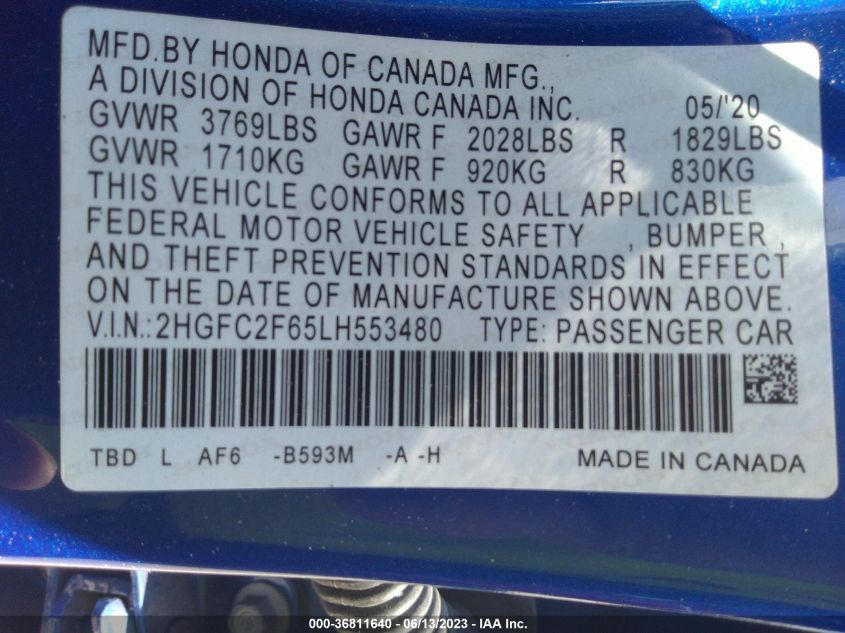 MFD.BY HONDA OF CANADA MFG.,
A DIVISION OF HONDA CANADA INC. 05/'20
GVWR 3769LBS GAWR F 2028LBS R 1829LBS
GVWR 1710KG GAWR F 920KG R 830KG
THIS VEHICLE CONFORMS TO ALL APPLICABLE
FEDERAL MOTOR VEHICLE SAFETY , BUMPER ,
AND THEFT PREVENTION STANDARDS IN EFFECT
ON THE DATE OF MANUFACTURE SHOWN ABOVE.
V.I.N.:2HGFC2F65LH553480 TYPE: PASSENGER CAR
TBD L AF6 -B593M -A -H MADE IN CANADA
000-36811640 - 06/13/2023 - IAA Inc.